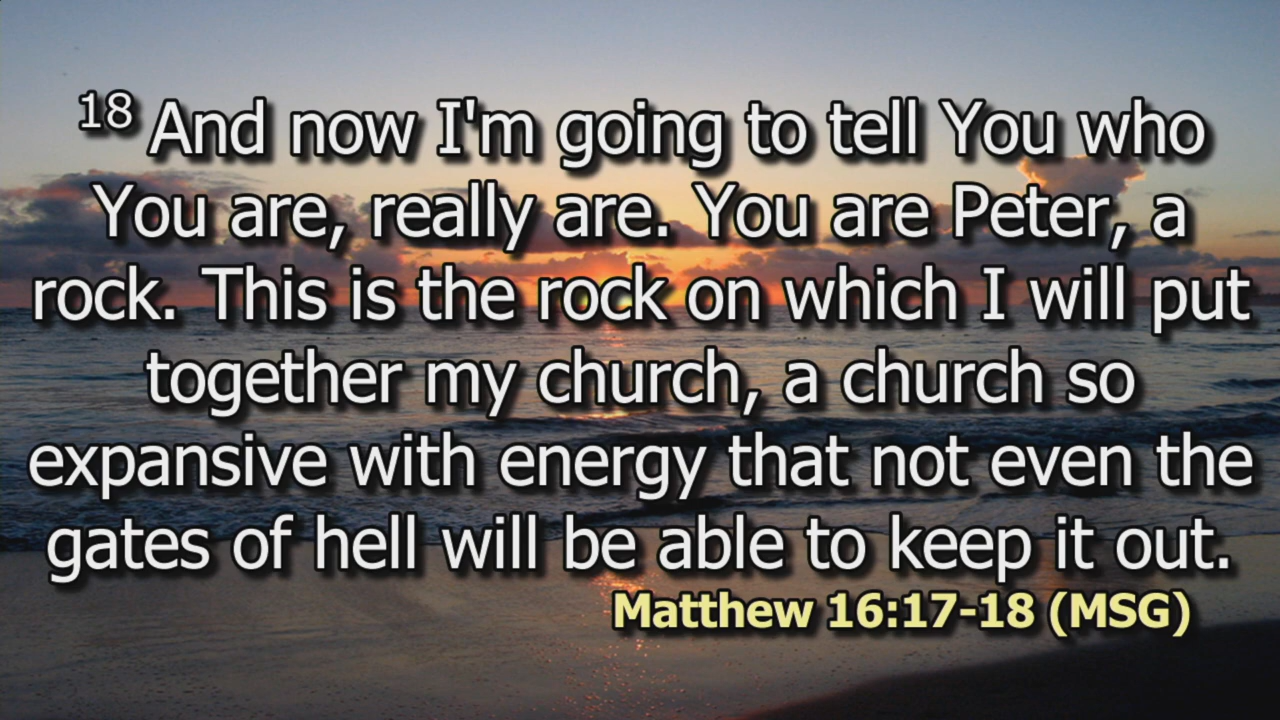 18 And now I'm going to tell You who
You are, really are. You are Peter, a
rock. This is the rock on which I will put
together my church, a church so
expansive with energy that not even the
gates of hell will be able to keep it out.
Matthew 16:17-18 (MSG)